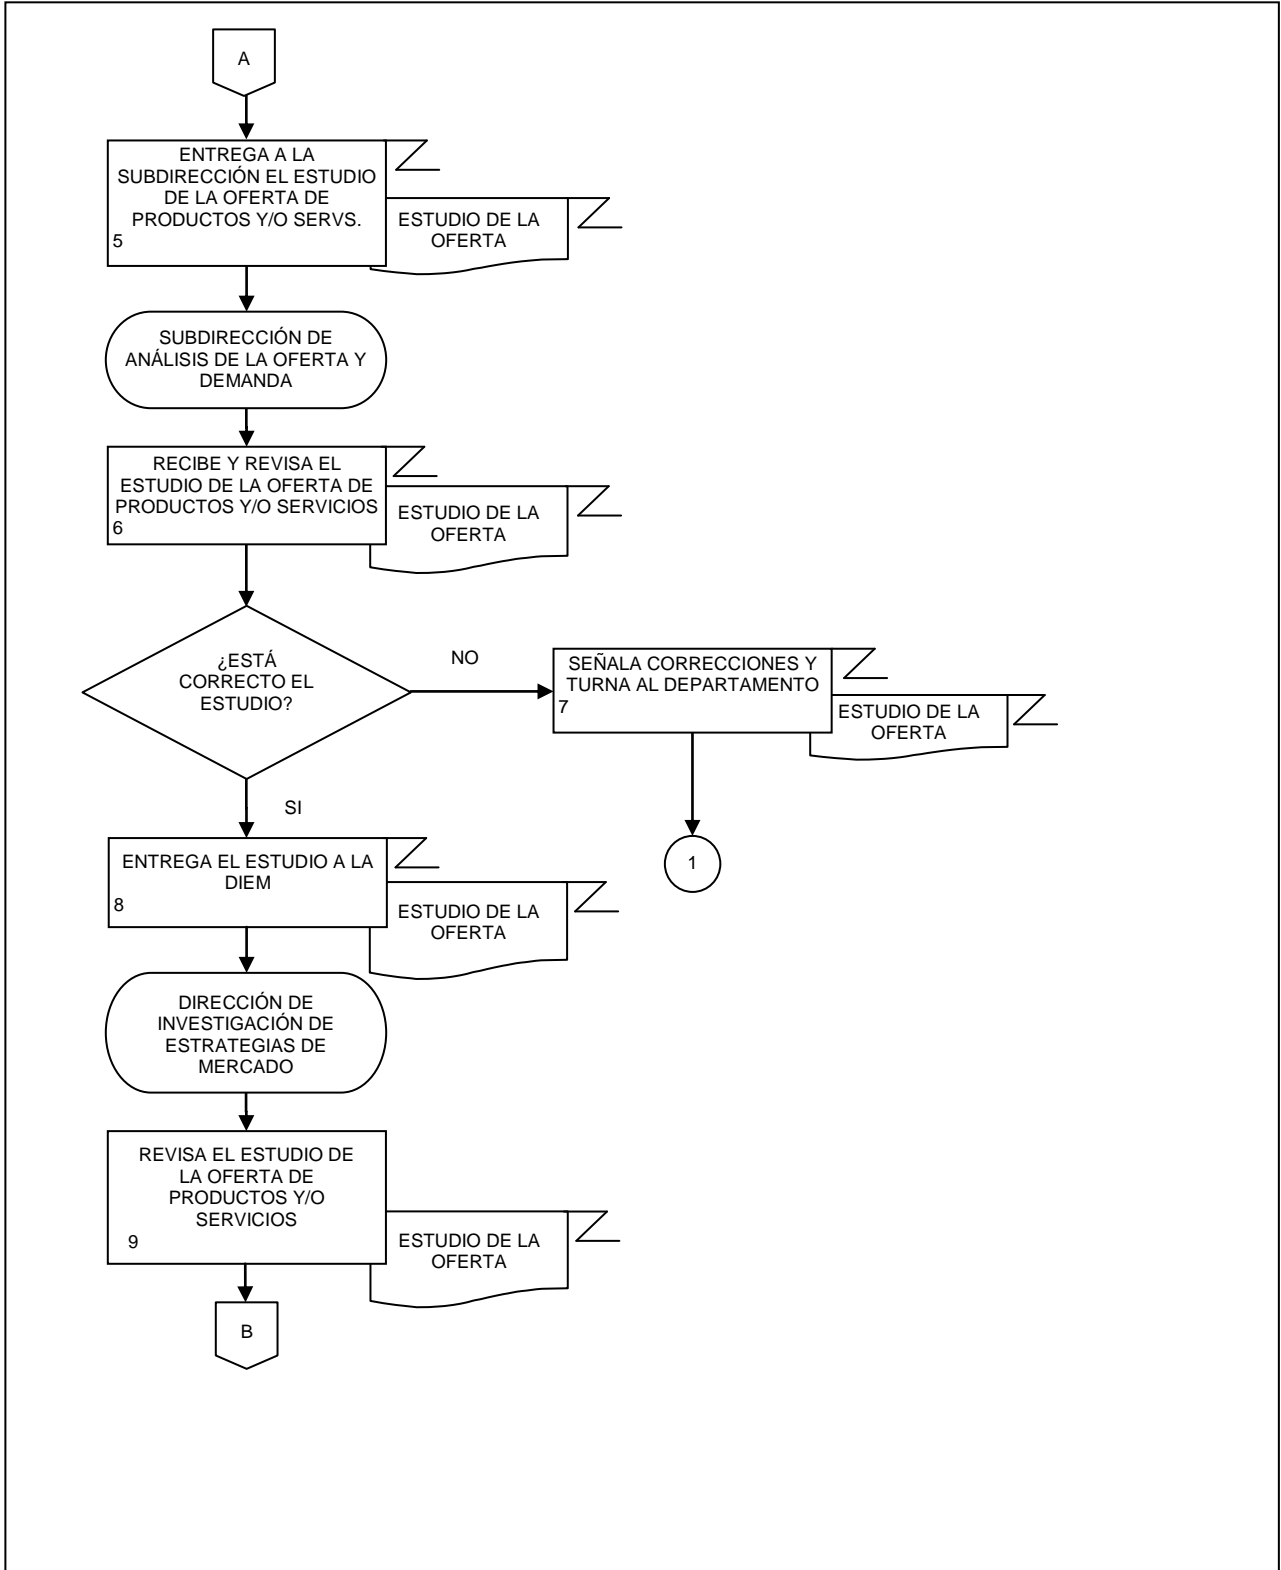 A
ENTREGA A LA
SUBDIRECCIÓN EL ESTUDIO
DE LA OFERTA DE
PRODUCTOS Y/O SERVS.
5
ESTUDIO DE LA
OFERTA
SUBDIRECCIÓN DE
ANÁLISIS DE LA OFERTA Y
DEMANDA
RECIBE Y REVISA EL
ESTUDIO DE LA OFERTA DE
PRODUCTOS Y/O SERVICIOS
6
ESTUDIO DE LA
OFERTA
¿ESTÁ
CORRECTO EL
ESTUDIO?
NO
SEÑALA CORRECCIONES Y
TURNA AL DEPARTAMENTO
7
ESTUDIO DE LA
OFERTA
1
SI
ENTREGA EL ESTUDIO A LA
DIEM
8
ESTUDIO DE LA
OFERTA
DIRECCIÓN DE
INVESTIGACIÓN DE
ESTRATEGIAS DE
MERCADO
REVISA EL ESTUDIO DE
LA OFERTA DE
PRODUCTOS Y/O
SERVICIOS
9
ESTUDIO DE LA
OFERTA
B